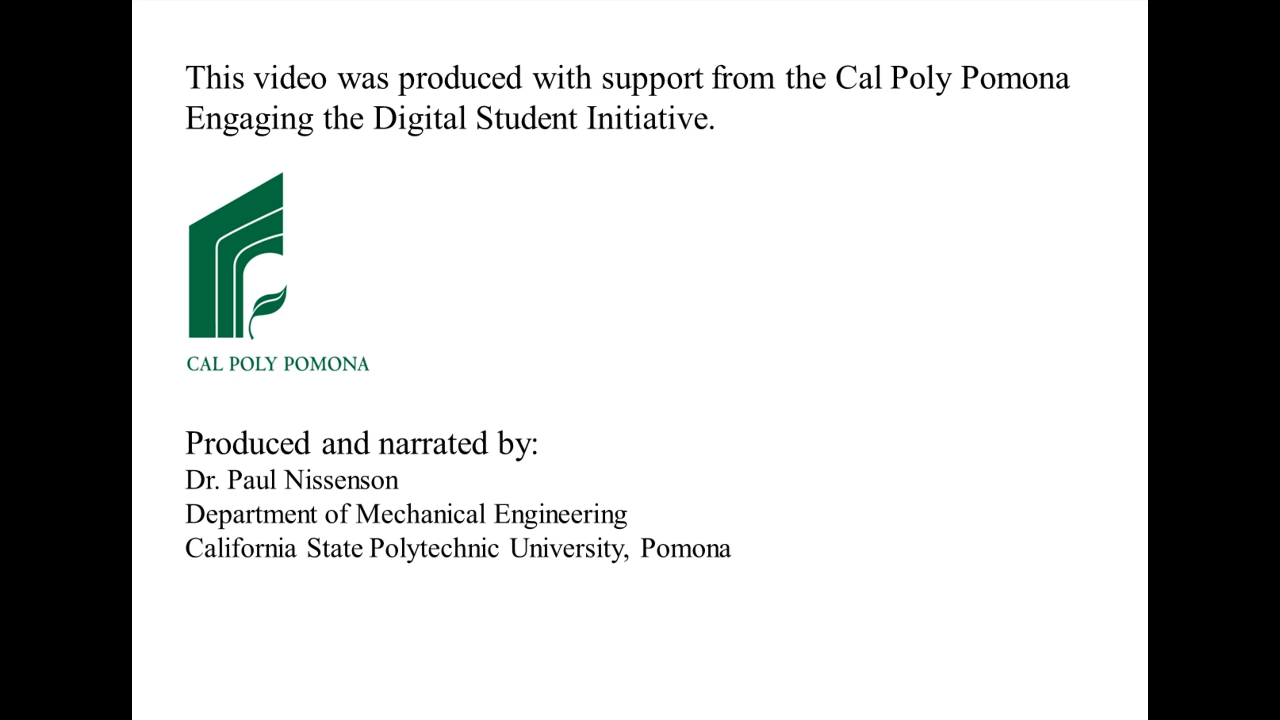 This video was produced with support from the Cal Poly Pomona
Engaging the Digital Student Initiative.
CAL POLY POMONA
Produced and narrated by:
Dr. Paul Nissenson
Department of Mechanical Engineering
California State Polytechnic University, Pomona